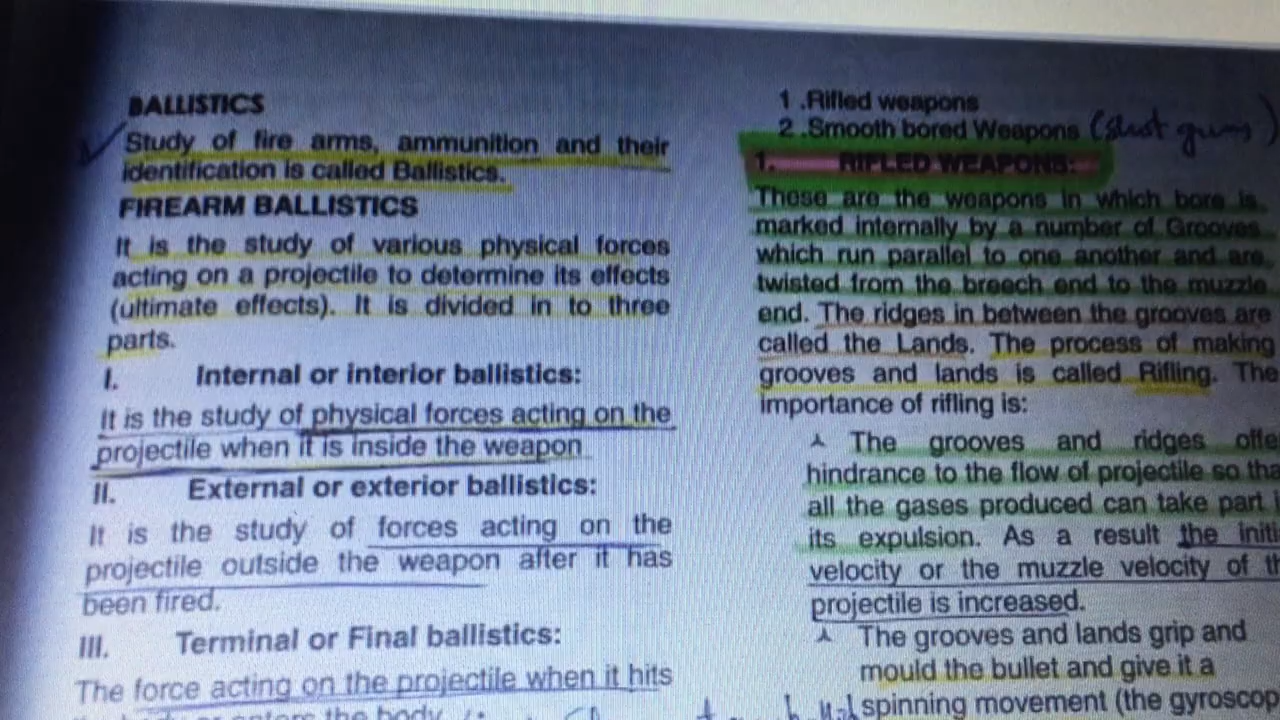 BALLISTICS
Study of fire arms, ammunition and their
identification is called Ballistics.
FIREARM BALLISTICS
It is the study of various physical forces
acting on a projectile to determine its effects
(ultimate effects). It is divided in to three
parts.
I. Internal or interior ballistics:
It is the study of physical forces acting on the
projectile when it is inside the weapon
II. External or exterior ballistics:
It is the study of forces acting on the
projectile outside the weapon after it has
been fired.
III. Terminal or Final ballistics:
The force acting on the projectile when it hits
the body or enters the body
1 .Rifled weapons
2 .Smooth bored Weapons
1. RIFLED WEAPONS:
These are the weapons in which bore is
marked internally by a number of Grooves
which run parallel to one another and are
twisted from the breech end to the muzzle
end. The ridges in between the grooves are
called the Lands. The process of making
grooves and lands is called Rifling. The
importance of rifling is:
The grooves and ridges offe
hindrance to the flow of projectile so tha
all the gases produced can take part i
its expulsion. As a result the initi
velocity or the muzzle velocity of th
projectile is increased.
The grooves and lands grip and
mould the bullet and give it a
spinning movement (the gyroscop